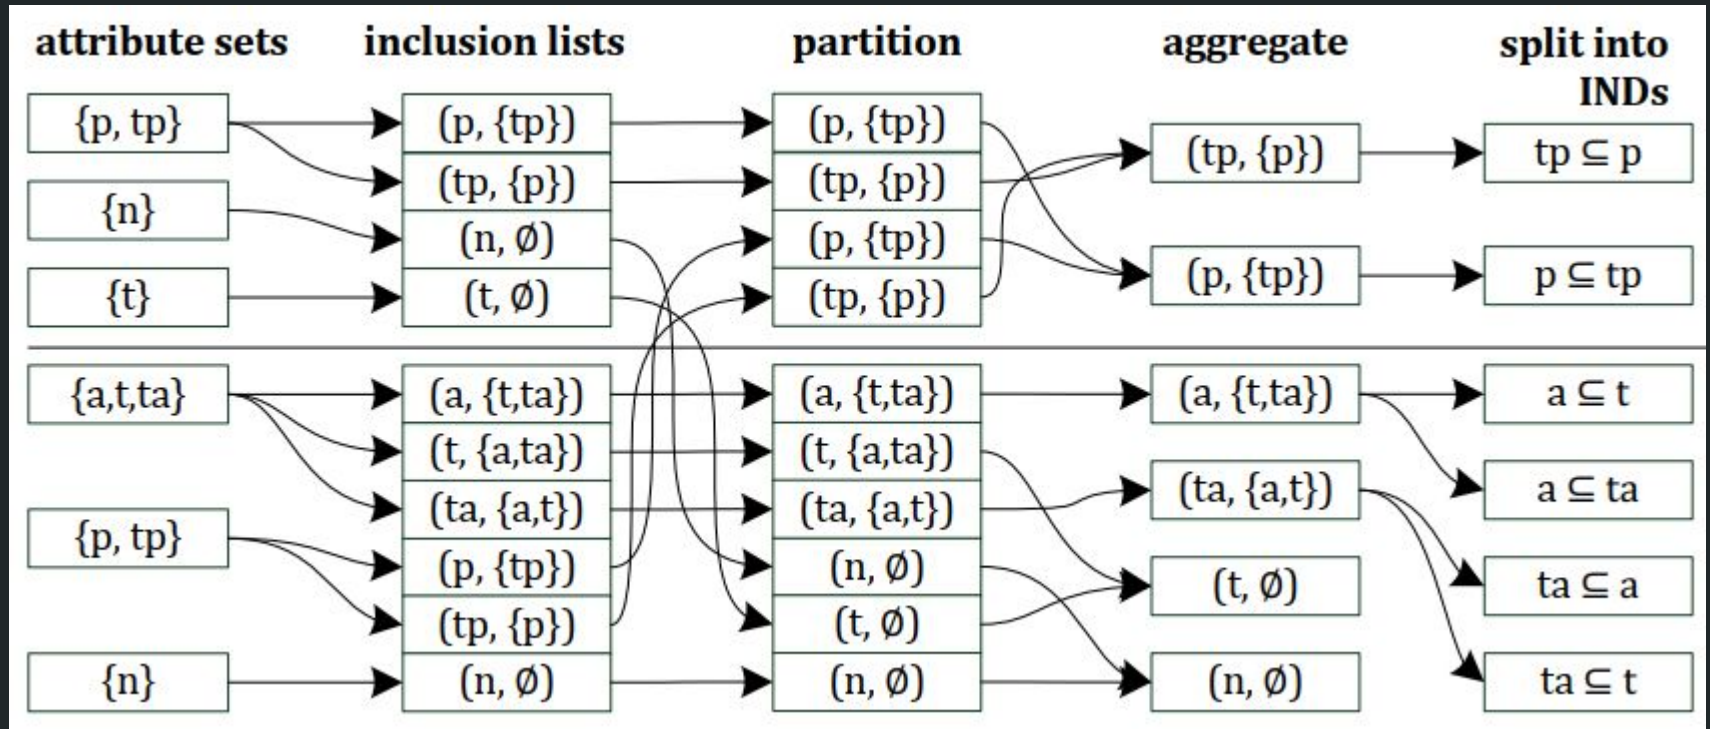 attribute sets
inclusion lists
partition
aggregate
split into
INDs
{p, tp}
{n}
{t}
{a,t,ta}
{p, tp}
{n}
(p, {tp})
(tp, {p})
(n, ∅)
(t, ∅)
(a, {t,ta})
(t, {a,ta})
(ta, {a,t})
(p, {tp})
(tp, {p})
(n, ∅)
(p, {tp})
(tp, {p})
(p, {tp})
(tp, {p})
(a, {t,ta})
(t, {a,ta})
(ta, {a,t})
(n, ∅)
(t, ∅)
(n, ∅)
(tp, {p})
(p, {tp})
(a, {t,ta})
(ta, {a,t})
(t, ∅)
(n, ∅)
tp ⊆ p
p ⊆ tp
a ⊆ t
a ⊆ ta
ta ⊆ a
ta ⊆ t